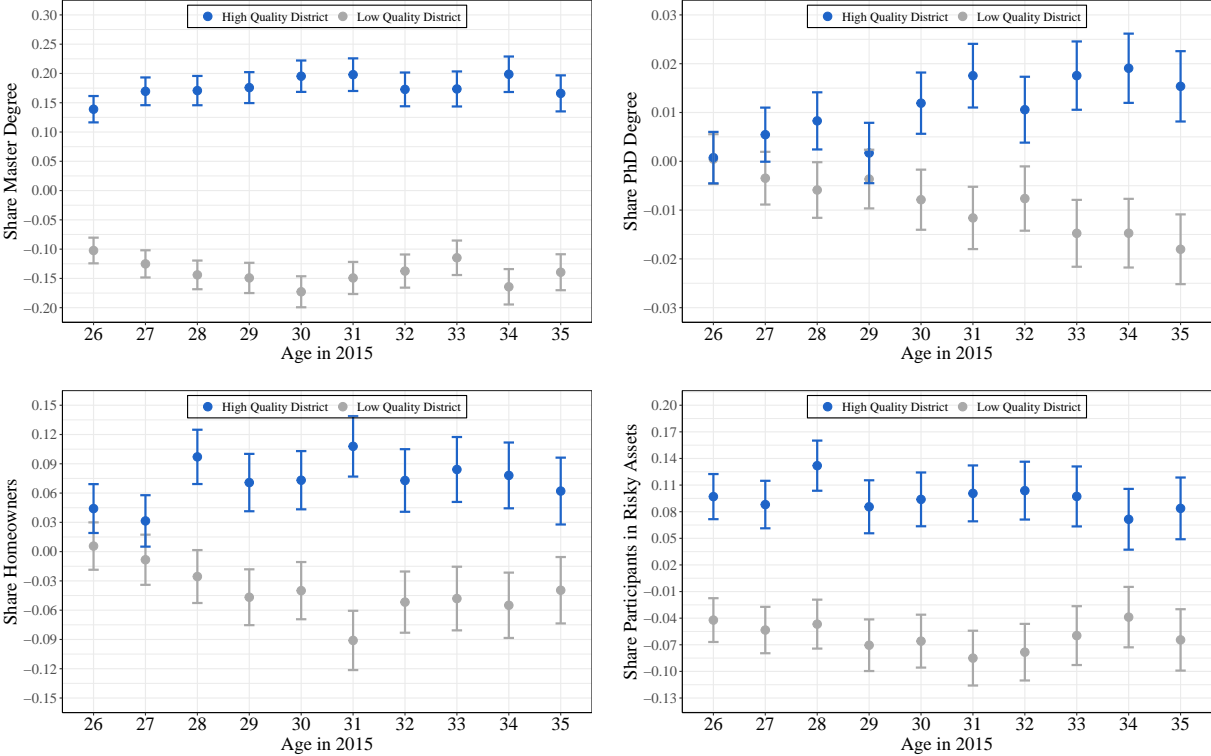 High Quality District Low Quality District
Share Master Degree
0.30
0.25
0.20
0.15
0.10
0.05
0.00
−0.05
−0.10
−0.15
−0.20
26 27 28 29 30 31 32 33 34 35
Age in 2015
High Quality District Low Quality District
Share PhD Degree
0.03
0.02
0.01
0.00
−0.01
−0.02
−0.03
26 27 28 29 30 31 32 33 34 35
Age in 2015
High Quality District Low Quality District
Share Homeowners
0.15
0.12
0.09
0.06
0.03
0.00
−0.03
−0.06
−0.09
−0.12
−0.15
26 27 28 29 30 31 32 33 34 35
Age in 2015
High Quality District Low Quality District
Share Participants in Risky Assets
0.20
0.17
0.14
0.11
0.08
0.05
0.02
−0.01
−0.04
−0.07
−0.10
−0.13
26 27 28 29 30 31 32 33 34 35
Age in 2015